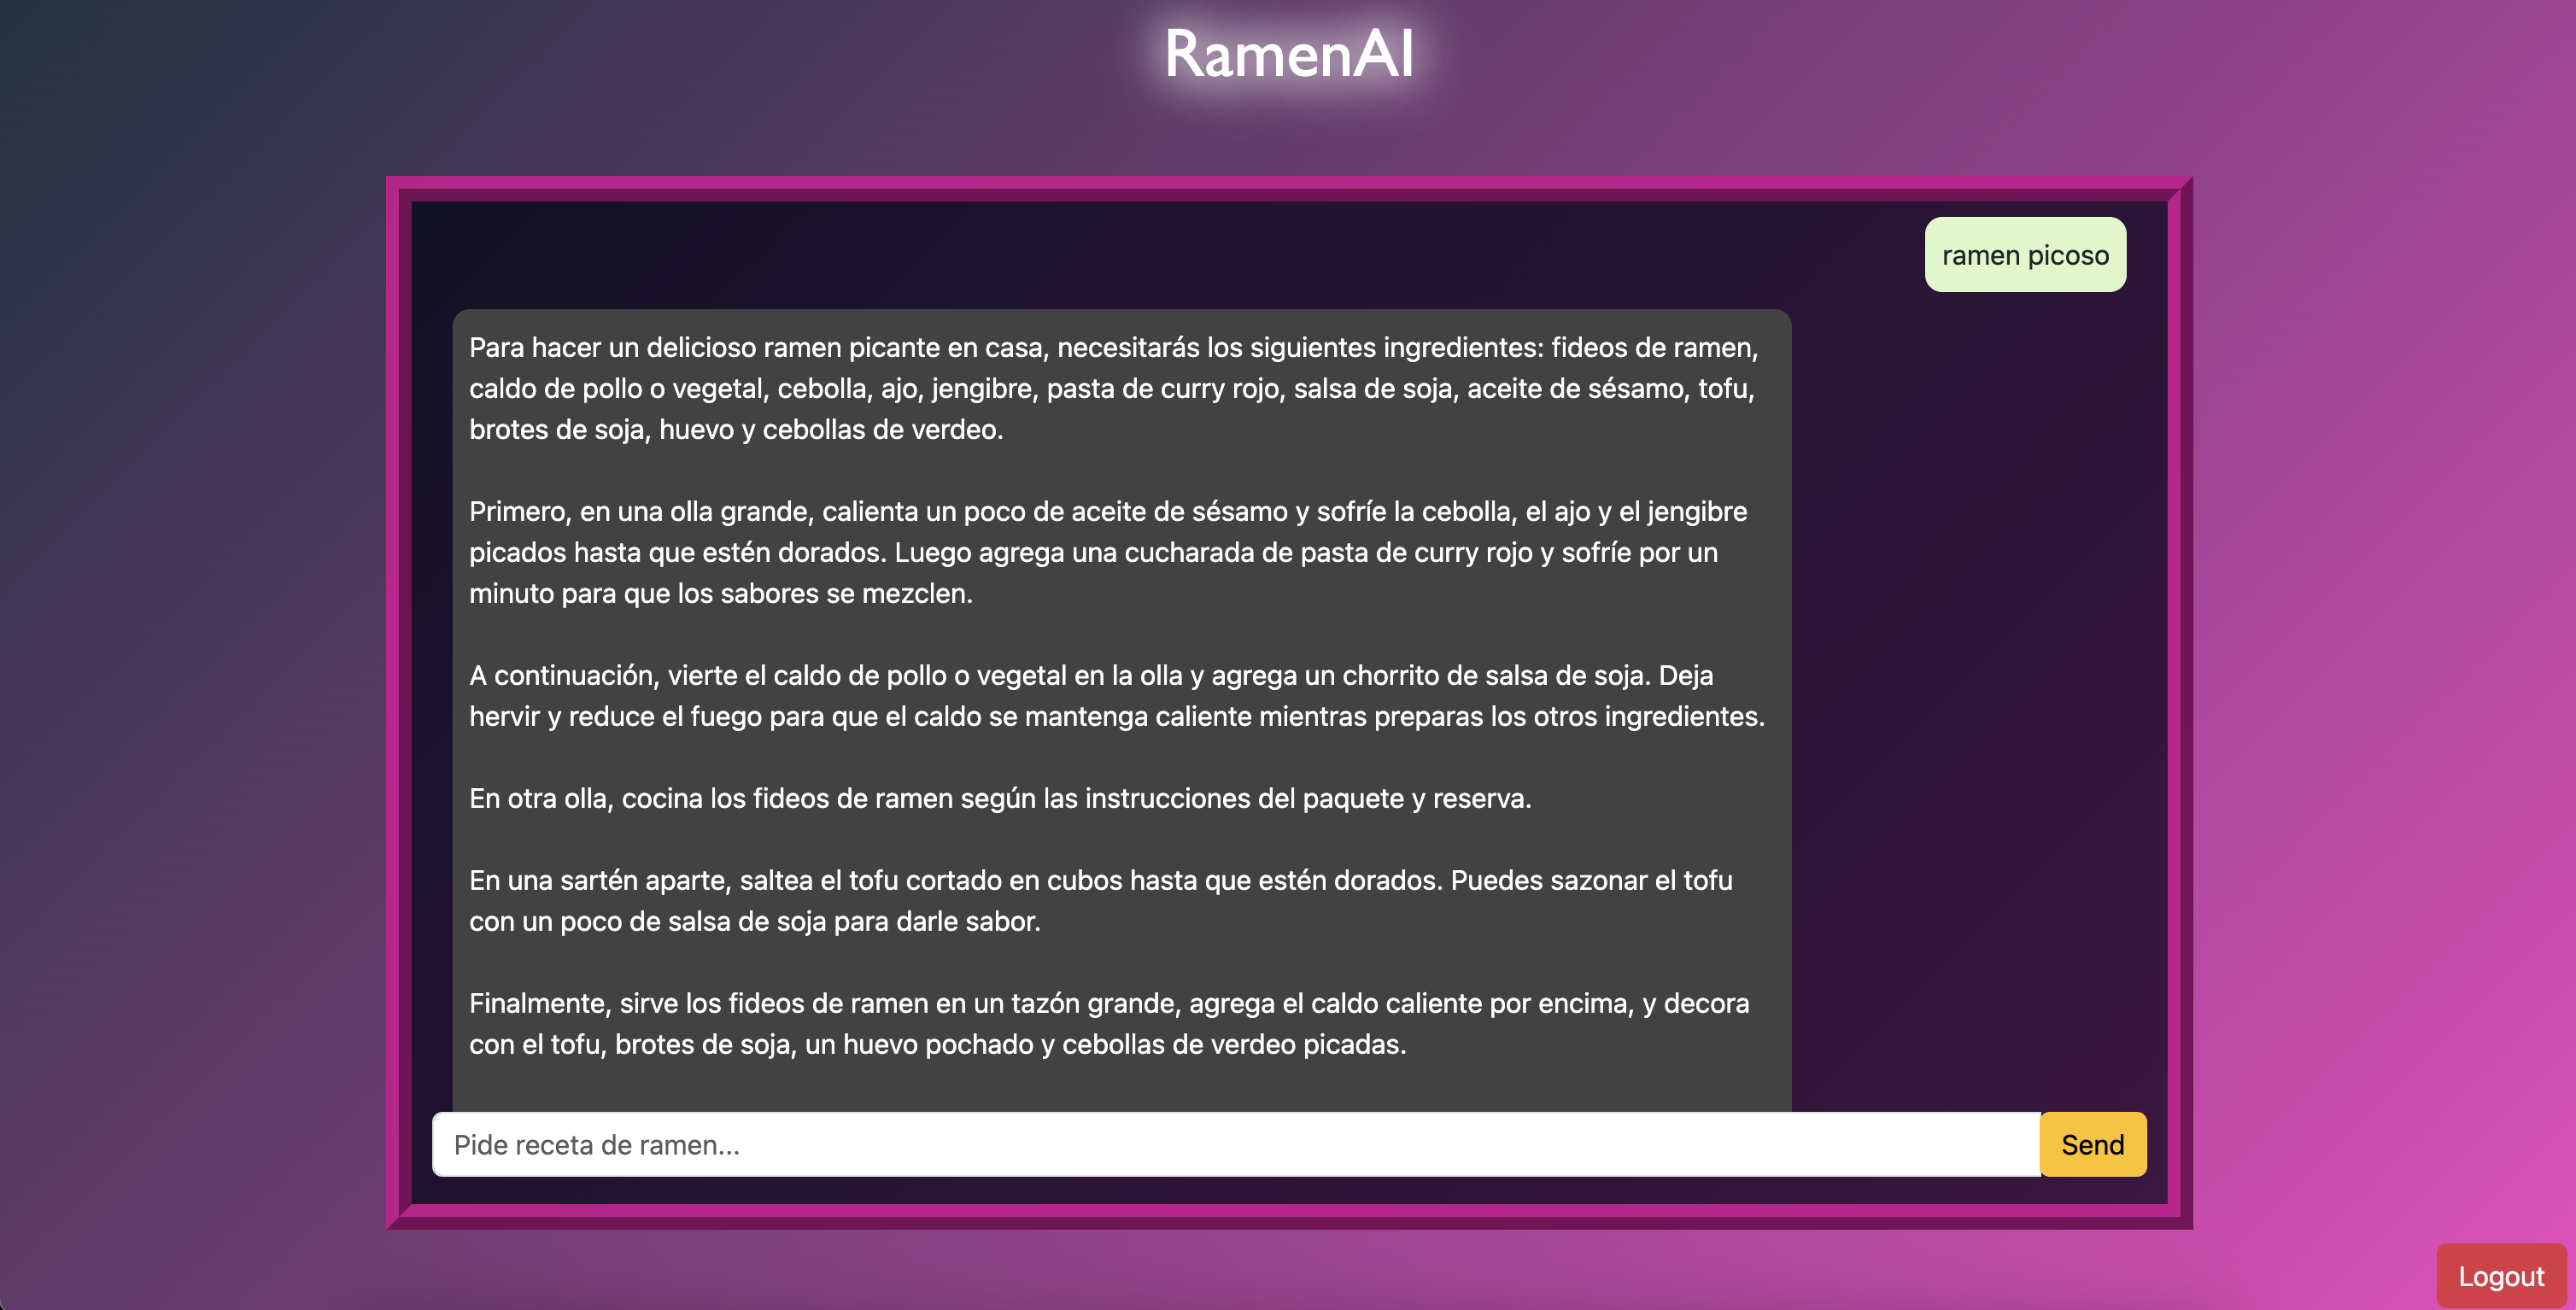 RamenAI
ramen picoso
Para hacer un delicioso ramen picante en casa, necesitarás los siguientes ingredientes: fideos de ramen,
caldo de pollo o vegetal, cebolla, ajo, jengibre, pasta de curry rojo, salsa de soja, aceite de sésamo, tofu,
brotes de soja, huevo y cebollas de verdeo.
Primero, en una olla grande, calienta un poco de aceite de sésamo y sofríe la cebolla, el ajo y el jengibre
picados hasta que estén dorados. Luego agrega una cucharada de pasta de curry rojo y sofríe por un
minuto para que los sabores se mezclen.
A continuación, vierte el caldo de pollo o vegetal en la olla y agrega un chorrito de salsa de soja. Deja
hervir y reduce el fuego para que el caldo se mantenga caliente mientras preparas los otros ingredientes.
En otra olla, cocina los fideos de ramen según las instrucciones del paquete y reserva.
En una sartén aparte, saltea el tofu cortado en cubos hasta que estén dorados. Puedes sazonar el tofu
con un poco de salsa de soja para darle sabor.
Finalmente, sirve los fideos de ramen en un tazón grande, agrega el caldo caliente por encima, y decora
con el tofu, brotes de soja, un huevo pochado y cebollas de verdeo picadas.
Pide receta de ramen...
Send
Logout